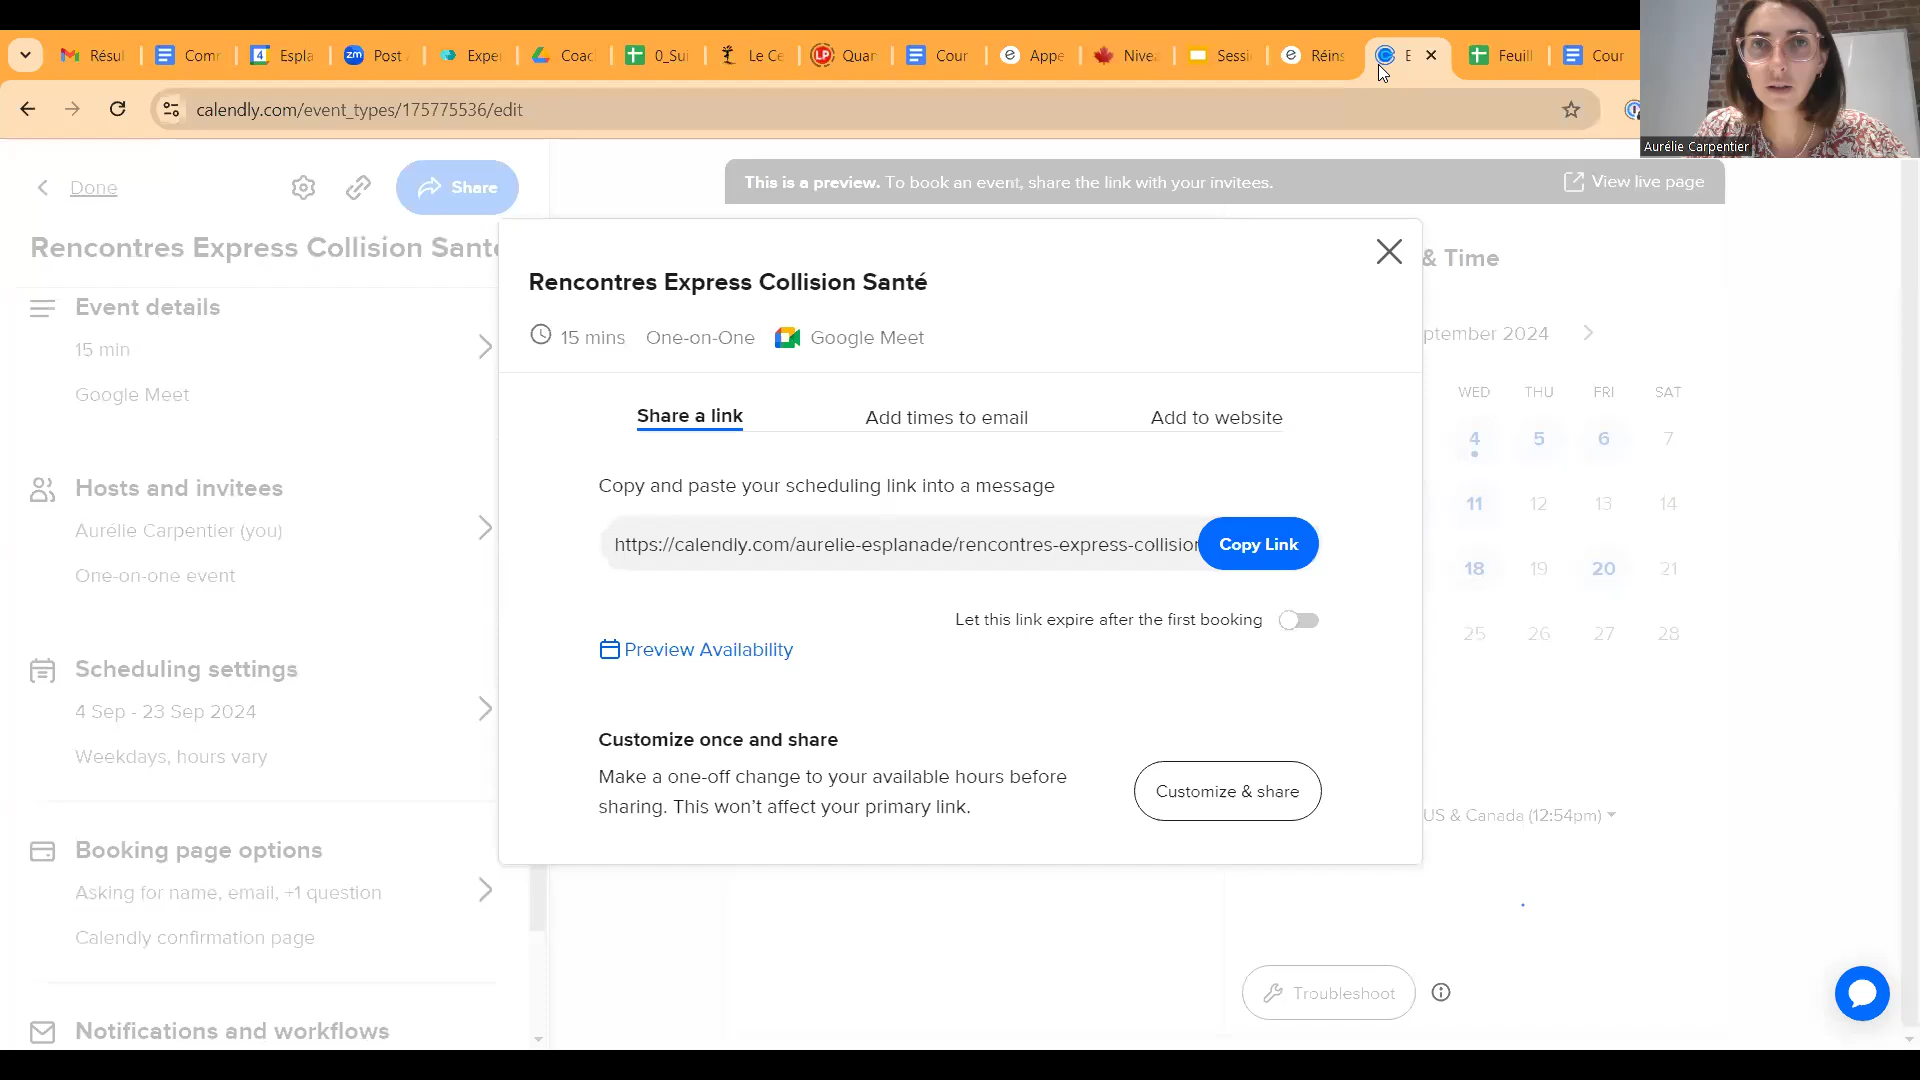 Résul
Comr
Espla
Post
Exper
Coac
0_Sui
Le Ce
Quar
Cour
Appe
Nivea
Sessi
Réins
E
Feuill
Cour
calendly.com/event_types/175775536/edit
Aurélie Carpentier
Done
Share
This is a preview. To book an event, share the link with your invitees.
View live page
Rencontres Express Collision Santé
Event details
15 min
Google Meet
Hosts and invitees
Aurélie Carpentier (you)
One-on-one event
Scheduling settings
4 Sep - 23 Sep 2024
Weekdays, hours vary
Booking page options
Asking for name, email, +1 question
Calendly confirmation page
Notifications and workflows
Rencontres Express Collision Santé
15 mins One-on-One Google Meet
Share a link Add times to email Add to website
Copy and paste your scheduling link into a message
https://calendly.com/aurelie-esplanade/rencontres-express-collision
Copy Link
Let this link expire after the first booking
Preview Availability
Customize once and share
Make a one-off change to your available hours before
sharing. This won't affect your primary link.
Customize & share
& Time
ptember 2024
WED THU FRI SAT
4 5 6 7
11 12 13 14
18 19 20 21
25 26 27 28
US & Canada (12:54pm)
Troubleshoot